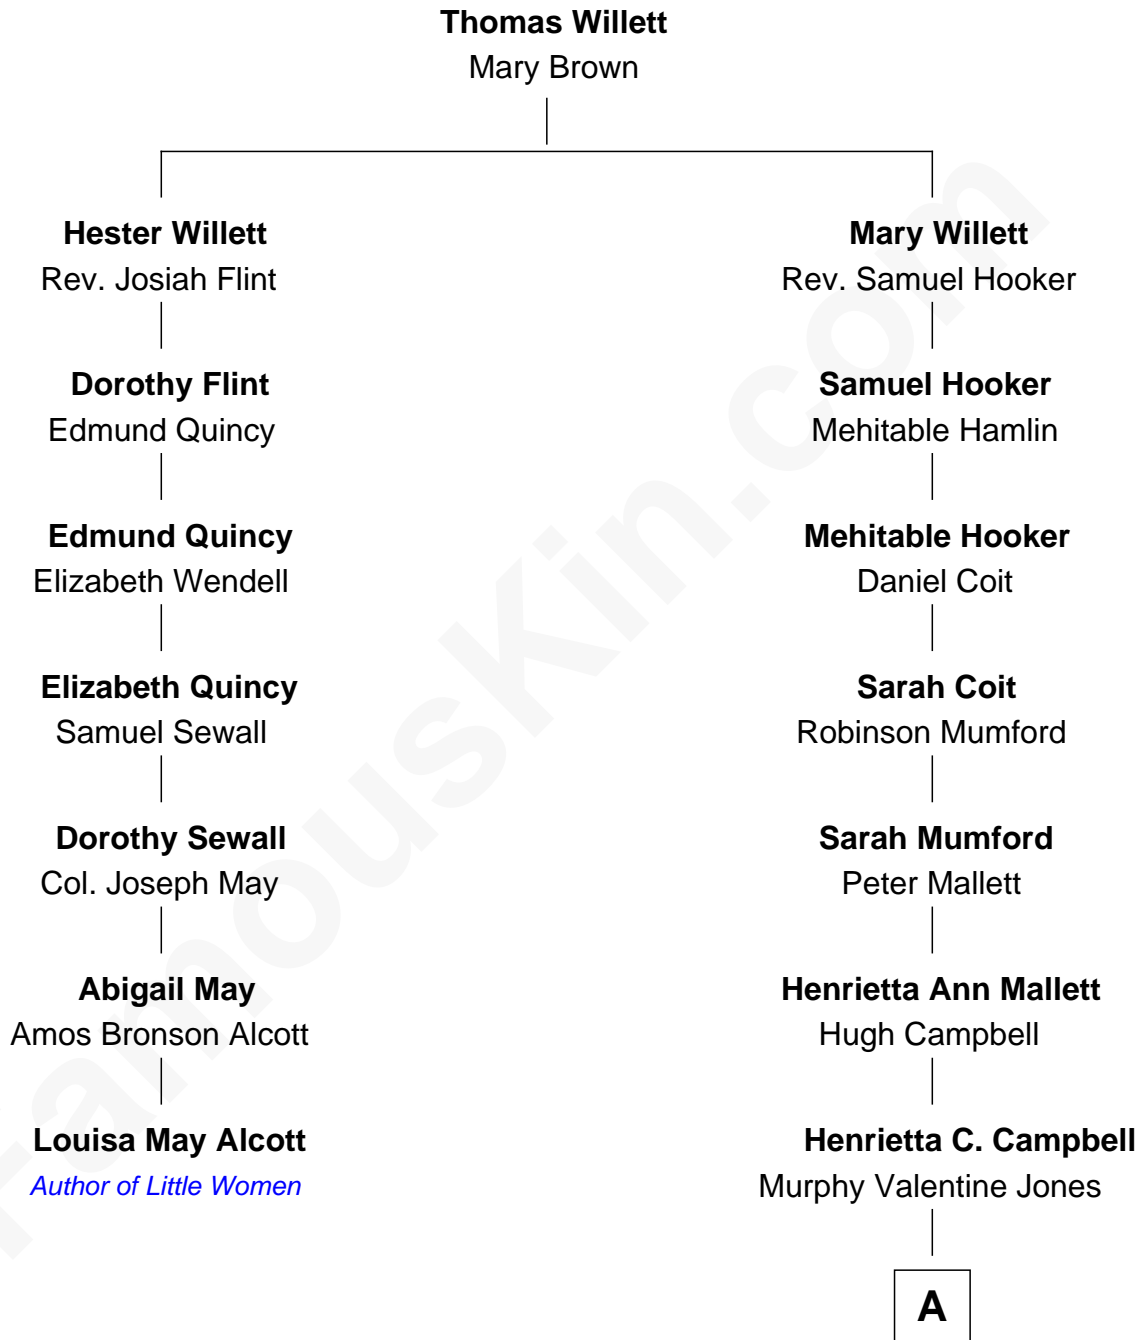 Thomas Willett
Mary Brown
Hester Willett
Rev. Josiah Flint
Mary Willett
Rev. Samuel Hooker
Dorothy Flint
Edmund Quincy
Samuel Hooker
Mehitable Hamlin
Edmund Quincy
Elizabeth Wendell
Mehitable Hooker
Daniel Coit
Elizabeth Quincy
Samuel Sewall
Sarah Coit
Robinson Mumford
Dorothy Sewall
Col. Joseph May
Sarah Mumford
Peter Mallett
Abigail May
Amos Bronson Alcott
Henrietta Ann Mallett
Hugh Campbell
Louisa May Alcott
Author of Little Women
Henrietta C. Campbell
Murphy Valentine Jones
A
FamousKin.com